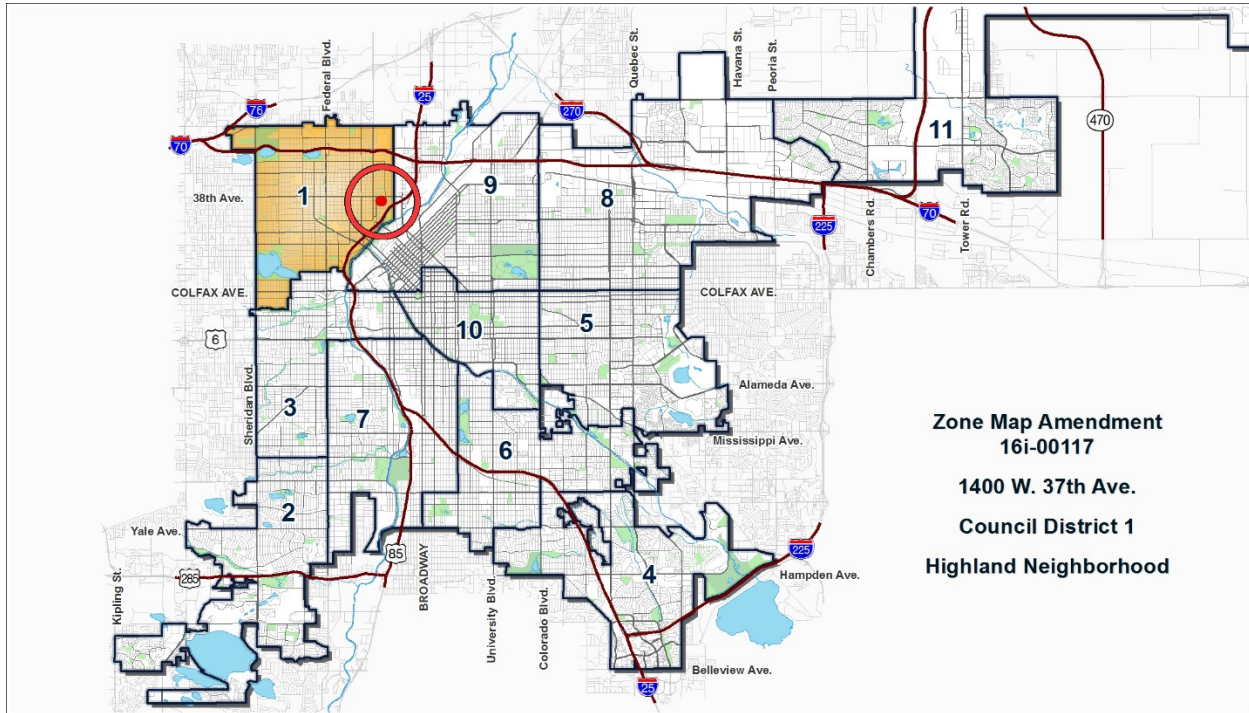 Federal Blvd.
Quebec St.
Havana St.
Peoria St.
76
25
270
470
70
11
9
8
1
38th Ave.
225
Chambers Rd.
70
Tower Rd.
COLFAX AVE.
COLFAX AVE.
6
10
5
Sheridan Blvd.
Alameda Ave.
3
7
Mississippi Ave.
6
2
Yale Ave.
85
225
4
Hampden Ave.
285
Kipling St.
BROADWAY
University Blvd.
Colorado Blvd.
Belleview Ave.
25
Zone Map Amendment
16i-00117
1400 W. 37th Ave.
Council District 1
Highland Neighborhood